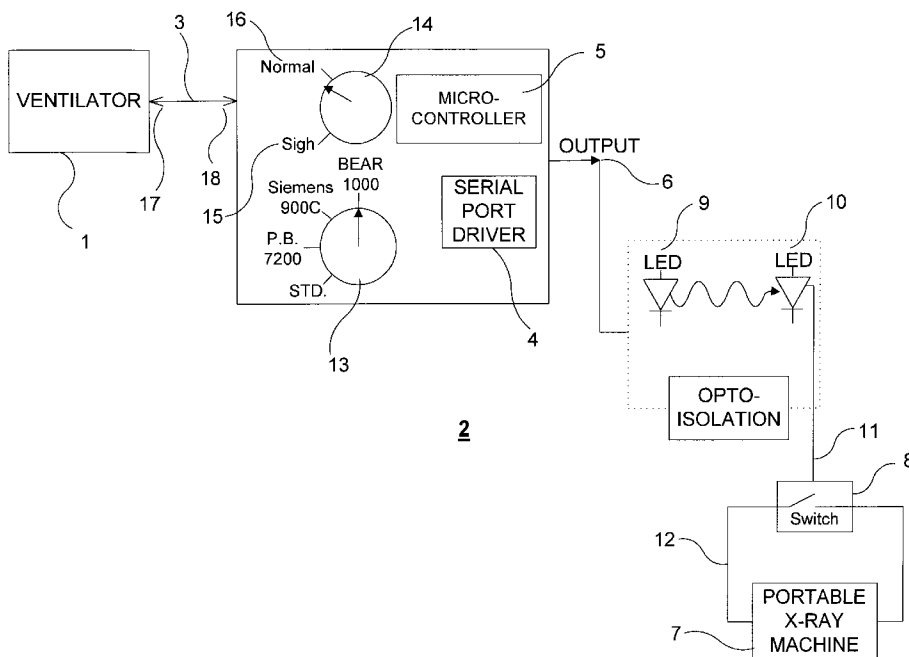 16
3
14
Normal
5
VENTILATOR
MICRO-
CONTROLLER
Sigh
OUTPUT
17
18
BEAR
1000
6
1
15
Siemens
900C
SERIAL
PORT
DRIVER
9
10
P.B.
7200
LED
LED
STD.
4
13
OPTO-
ISOLATION
2
11
8
Switch
12
PORTABLE
X-RAY
MACHINE
7